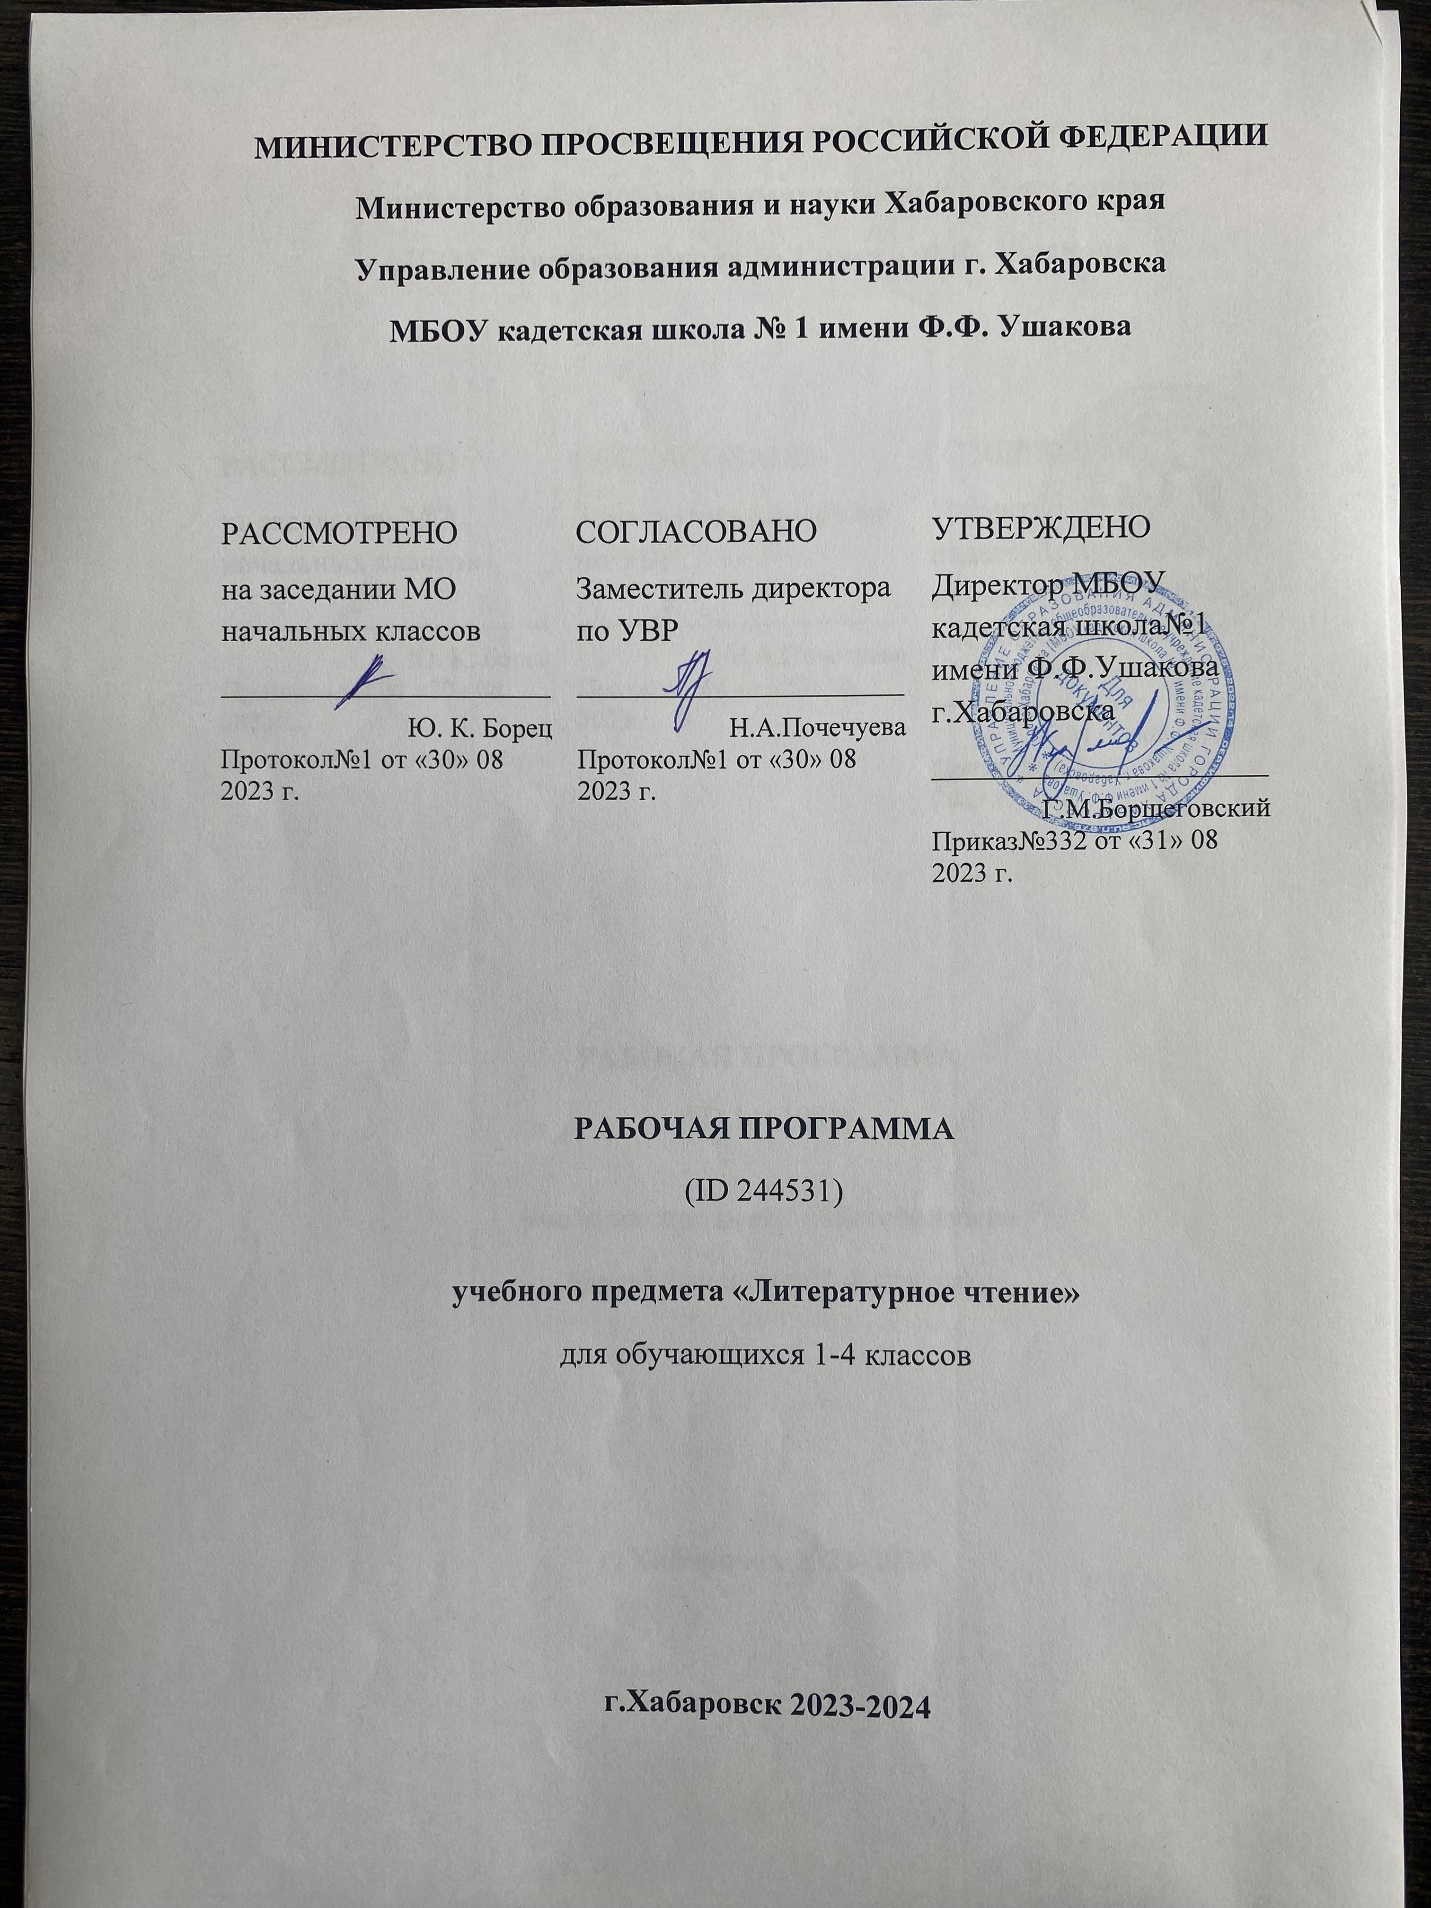 МИНИСТЕРСТВО ПРОСВЕЩЕНИЯ РОССИЙСКОЙ ФЕДЕРАЦИИ
Министерство образования и науки Хабаровского края
Управление образования администрации г. Хабаровска
МБОУ кадетская школа № 1 имени Ф.Ф. Ушакова
РАССМОТРЕНО
на заседании МО
начальных классов
Ю. К. Борец
Протокол№1 от «30» 08
2023 г.
СОГЛАСОВАНО
Заместитель директора
по УВР
Н.А.Почечуева
Протокол№1 от «30» 08
2023 г.
УТВЕРЖДЕНО
Директор МБОУ
кадетская школа№1
имени Ф.Ф.Ушакова
г.Хабаровска
Г.М.Борщеговский
Приказ№332 от «31» 08
2023 г.
Для
документов
РАБОЧАЯ ПРОГРАММА
(ID 244531)
учебного предмета «Литературное чтение»
для обучающихся 1-4 классов
г.Хабаровск 2023-2024